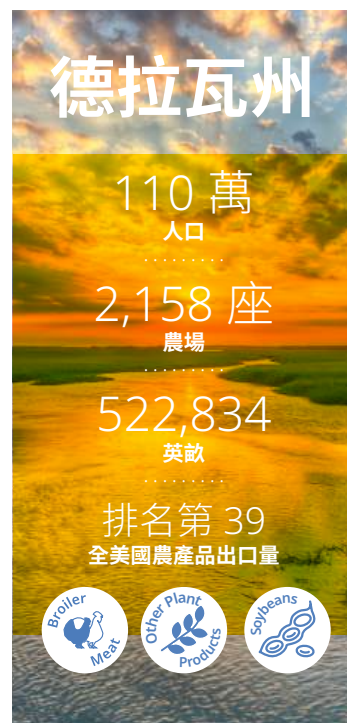 德拉瓦州
110 萬
人口
2,158 座
農場
522,834
英畝
排名第 39
全美國農產品出口量
Broiler Meat
Other Plant Products
Soybeans